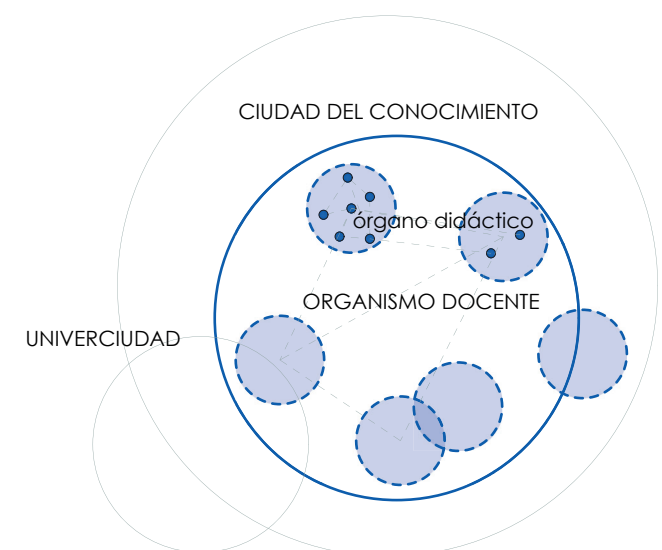 CIUDAD DEL CONOCIMIENTO
órgano didáctico
ORGANISMO DOCENTE
UNIVERCIUDAD